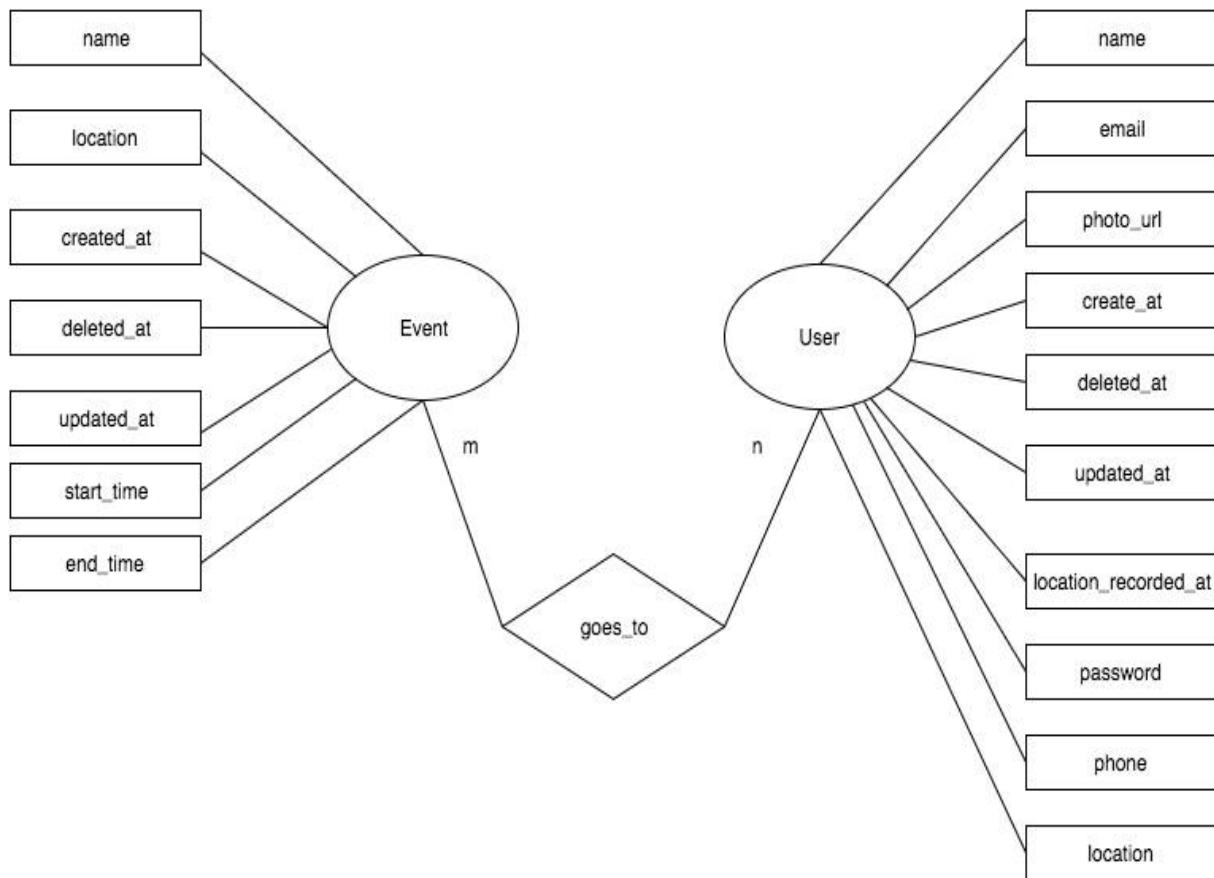 name
location
created_at
deleted_at
updated_at
start_time
end_time
Event
m
goes_to
n
User
name
email
photo_url
create_at
deleted_at
updated_at
location_recorded_at
password
phone
location